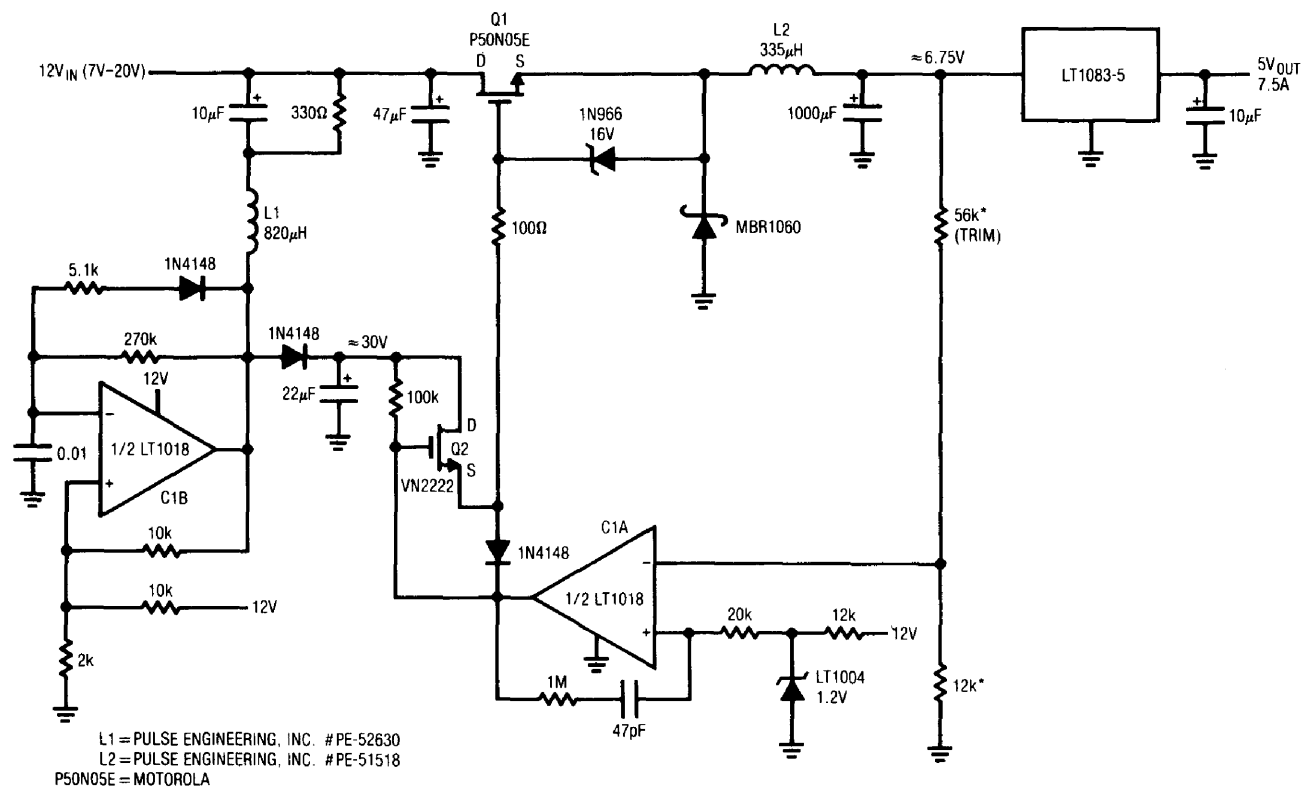 Q1
P50N05E
D S
L2
335µH
12VIN (7V–20V)
≈6.75V
LT1083-5
5VOUT
7.5A
10µF
+
330Ω
47µF
+
1N966
16V
1000µF
+
+
10µF
L1
820µH
100Ω
MBR1060
56k*
(TRIM)
5.1k
1N4148
270k
1N4148
≈30V
12V
22µF
+
100k
D
Q2
S
VN2222
–
1/2 LT1018
+
C1B
0.01
10k
10k
12V
2k
1N4148
C1A
1/2 LT1018
–
+
20k
12k
12V
1M
47pF
LT1004
1.2V
12k*
L1 = PULSE ENGINEERING, INC. #PE-52630
L2 = PULSE ENGINEERING, INC. #PE-51518
P50N05E = MOTOROLA